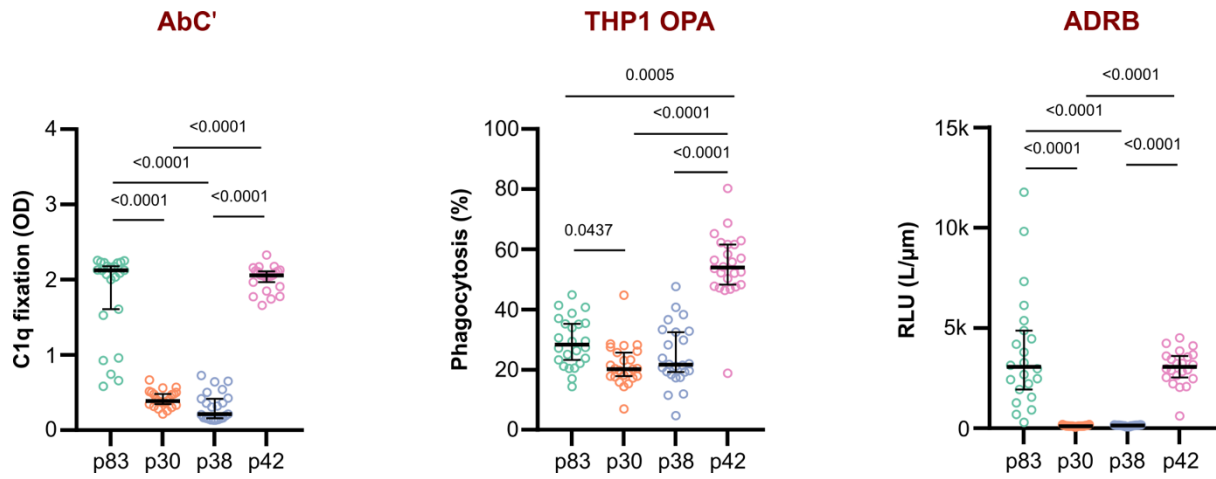 AbC'
THP1 OPA
ADRB
C1q fixation (OD)
4
3
2
1
0
<0.0001
<0.0001
<0.0001
<0.0001
p83 p30 p38 p42
Phagocytosis (%)
100
80
60
40
20
0
0.0005
<0.0001
<0.0001
0.0437
p83 p30 p38 p42
RLU (L/µm)
15k
10k
5k
0
<0.0001
<0.0001
<0.0001
<0.0001
p83 p30 p38 p42